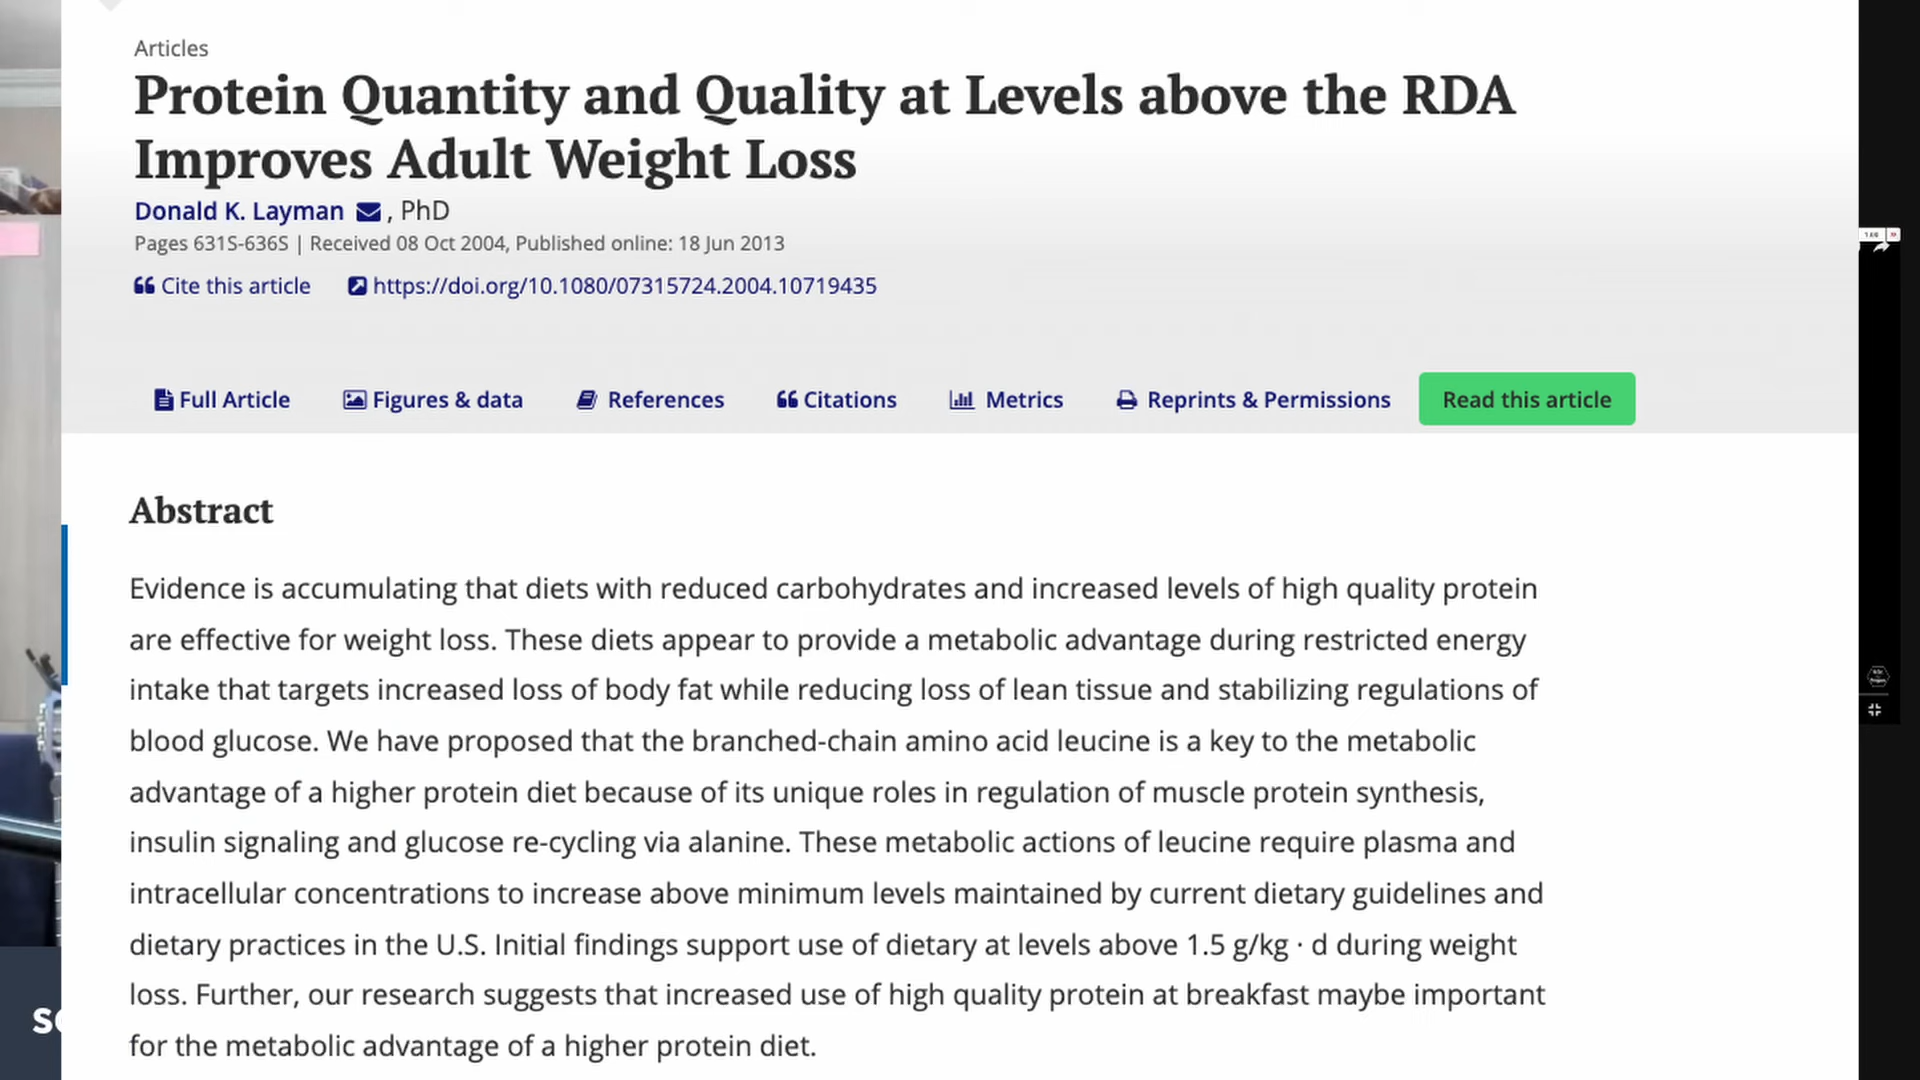 Articles
Protein Quantity and Quality at Levels above the RDA
Improves Adult Weight Loss
Donald K. Layman , PhD
Pages 631S-636S | Received 08 Oct 2004, Published online: 18 Jun 2013
Cite this article https://doi.org/10.1080/07315724.2004.10719435
Full Article Figures & data References Citations Metrics Reprints & Permissions Read this article
Abstract
Evidence is accumulating that diets with reduced carbohydrates and increased levels of high quality protein
are effective for weight loss. These diets appear to provide a metabolic advantage during restricted energy
intake that targets increased loss of body fat while reducing loss of lean tissue and stabilizing regulations of
blood glucose. We have proposed that the branched-chain amino acid leucine is a key to the metabolic
advantage of a higher protein diet because of its unique roles in regulation of muscle protein synthesis,
insulin signaling and glucose re-cycling via alanine. These metabolic actions of leucine require plasma and
intracellular concentrations to increase above minimum levels maintained by current dietary guidelines and
dietary practices in the U.S. Initial findings support use of dietary at levels above 1.5 g/kg · d during weight
loss. Further, our research suggests that increased use of high quality protein at breakfast maybe important
for the metabolic advantage of a higher protein diet.